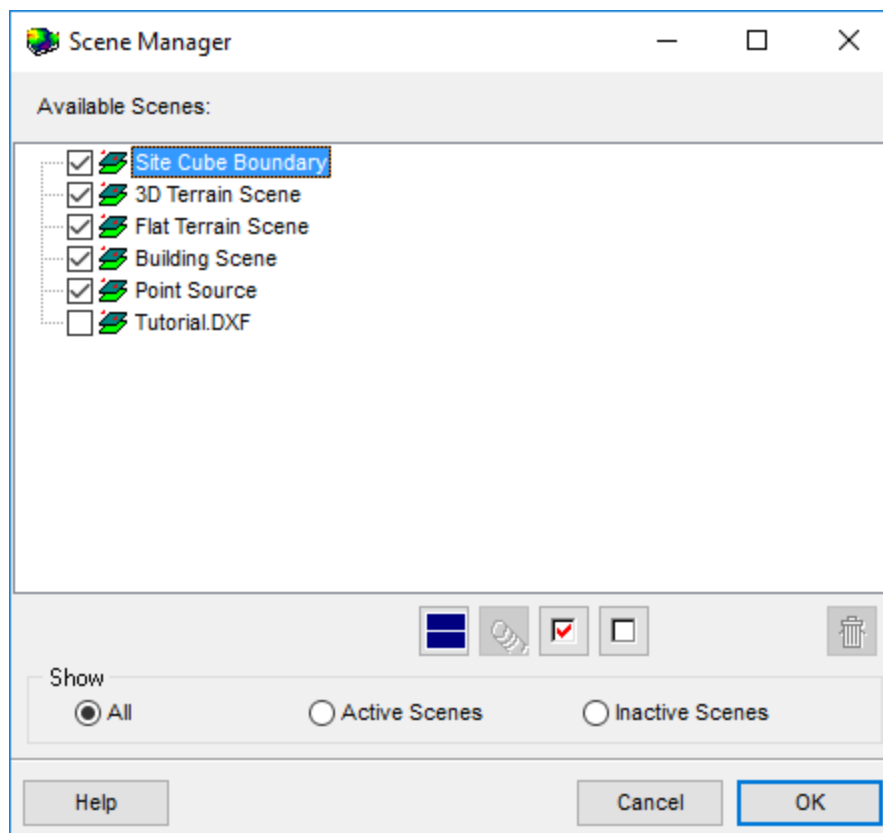 Scene Manager
Available Scenes:
Site Cube Boundary
3D Terrain Scene
Flat Terrain Scene
Building Scene
Point Source
Tutorial.DXF
Show
All Active Scenes Inactive Scenes
Help Cancel OK